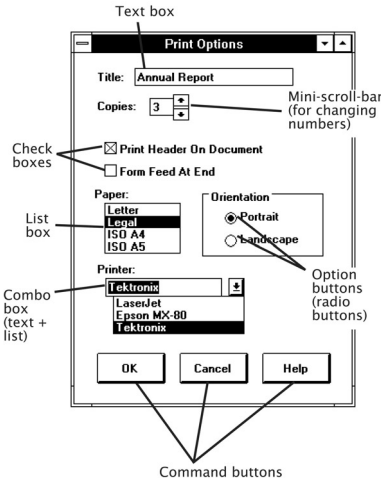 Text box
Print Options
Title: Annual Report
Copies: 3
Mini-scroll-bar
(for changing
numbers)
Check
boxes
Print Header On Document
Form Feed At End
Paper:
Letter
Legal
ISO A4
ISO A5
List
box
Orientation
Portrait
Landscape
Option
buttons
(radio
buttons)
Printer:
Tektronix
LaserJet
Epson MX-80
Tektronix
Combo
box
(text +
list)
OK Cancel Help
Command buttons